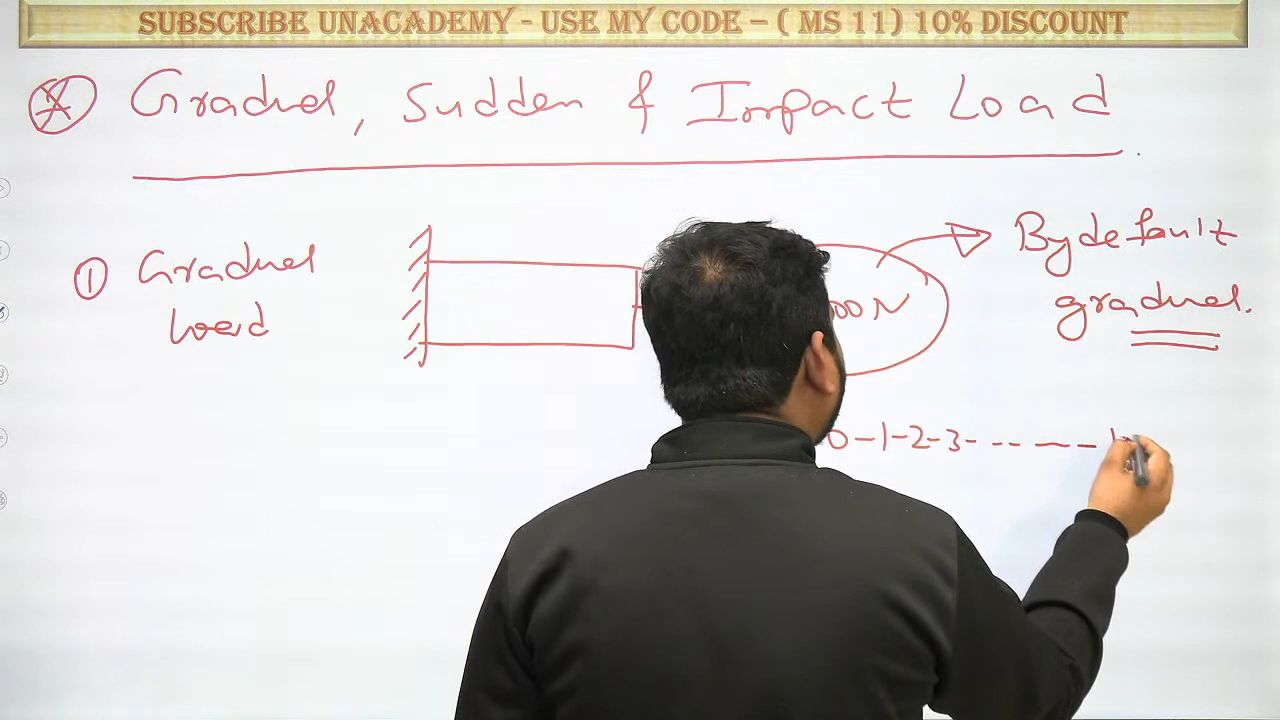 SUBSCRIBE UNACADEMY - USE MY CODE – ( MS 11) 10% DISCOUNT
Gradual, Sudden & Impact Load
① Gradual
Load
00 N
By default
gradual.
0-1-2-3- -- — — -